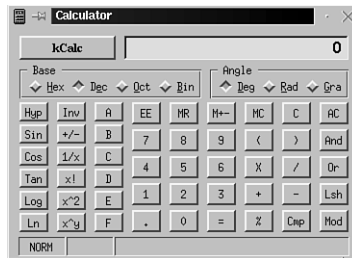 Calculator
kCalc 0
Base Angle
Hex Dec Oct Bin Deg Rad Gra
Hyp Inv A EE MR M+- MC C AC
Sin +/- B 7 8 9 ( ) And
Cos 1/x C 4 5 6 X / Or
Tan x! D 1 2 3 + - Lsh
Log x^2 E . 0 = % Cmp Mod
Ln x^y F
NORM